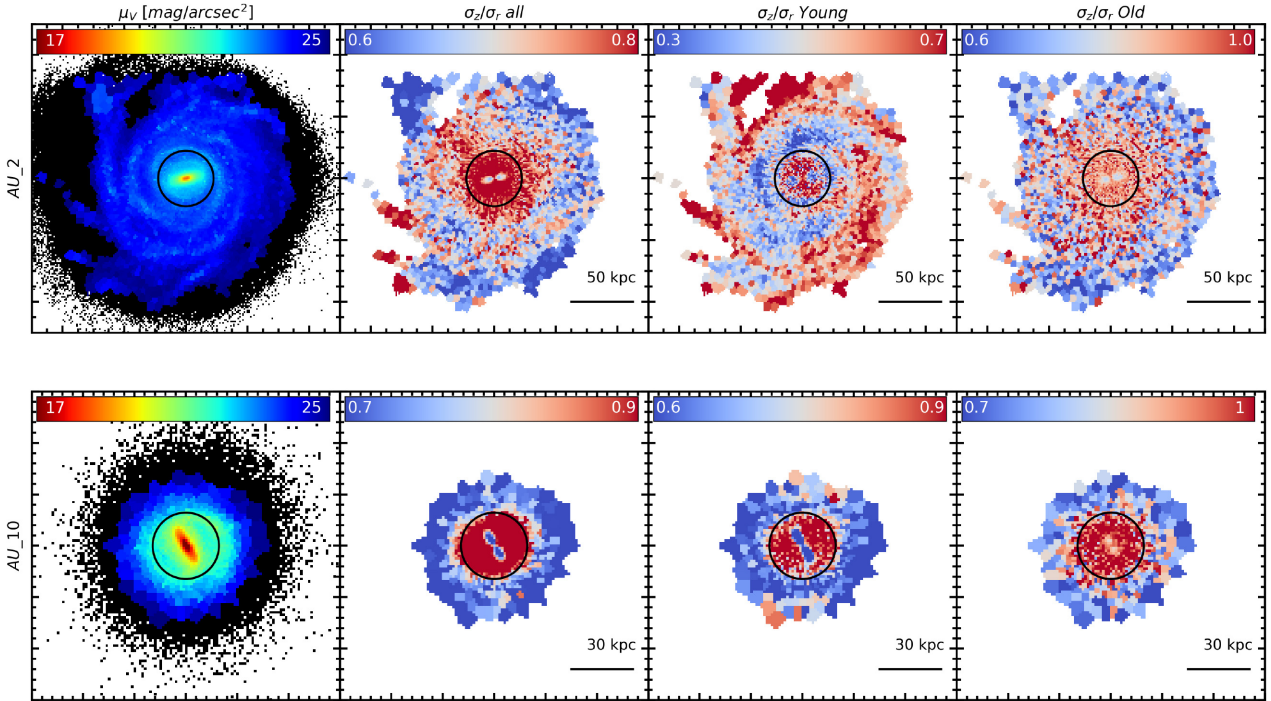 μ_V [mag/arcsec²] σ_z/σ_r all σ_z/σ_r Young σ_z/σ_r Old
17 25 0.6 0.8 0.3 0.7 0.6 1.0
AU_2
50 kpc 50 kpc 50 kpc
17 25 0.7 0.9 0.6 0.9 0.7 1
AU_10
30 kpc 30 kpc 30 kpc